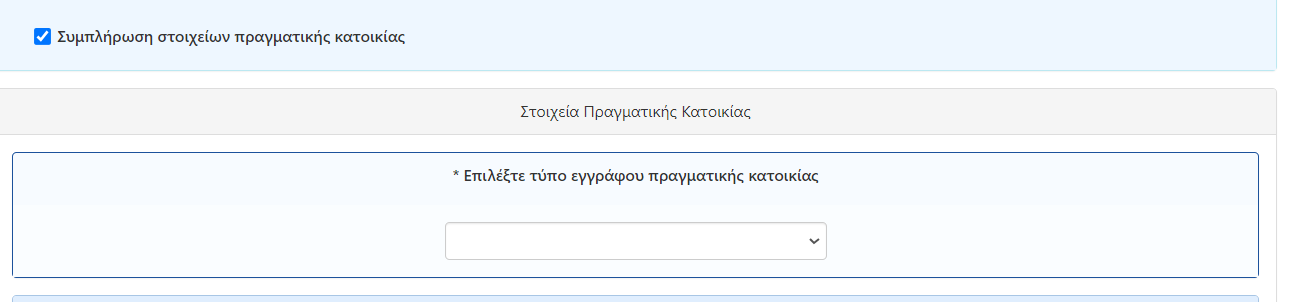 Συμπλήρωση στοιχείων πραγματικής κατοικίας
Στοιχεία Πραγματικής Κατοικίας
* Επιλέξτε τύπο εγγράφου πραγματικής κατοικίας